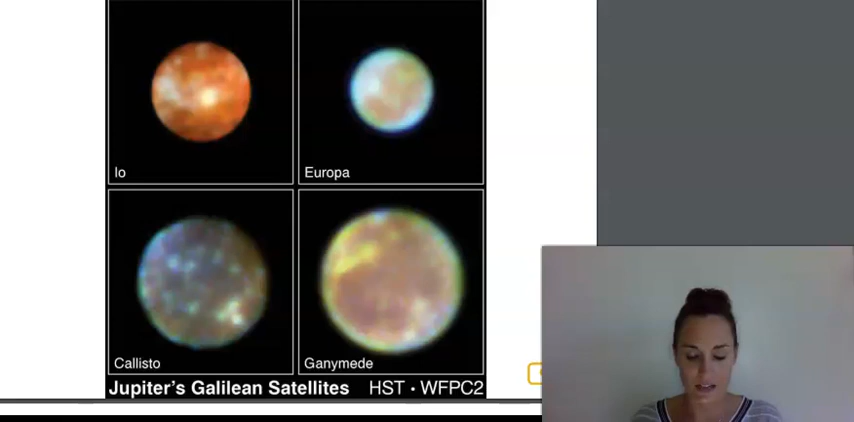 Io
Europa
Callisto
Ganymede
Jupiter's Galilean Satellites HST • WFPC2